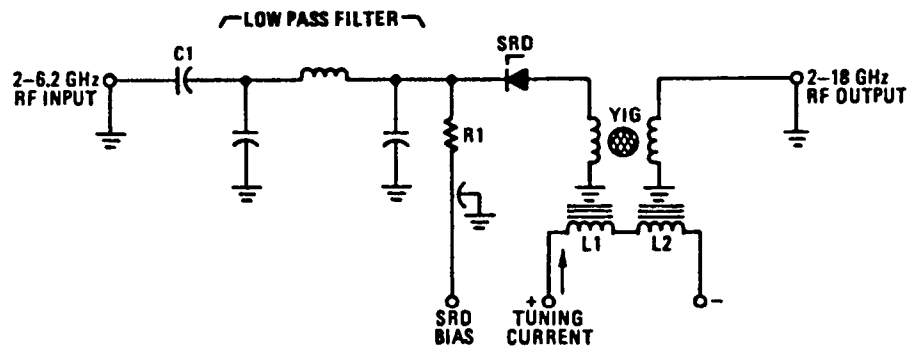 LOW PASS FILTER
C1
SRD
2-6.2 GHz
RF INPUT
2-18 GHz
RF OUTPUT
R1
YIG
L1
L2
+
-
SRD
BIAS
TUNING
CURRENT